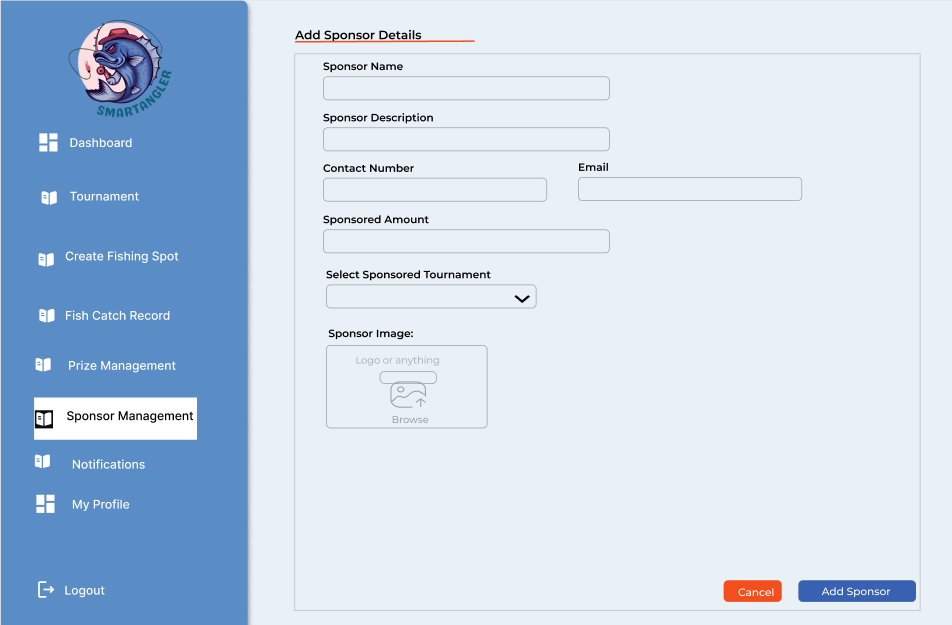 SMARTANGLER
Dashboard
Tournament
Create Fishing Spot
Fish Catch Record
Prize Management
Sponsor Management
Notifications
My Profile
Logout
Add Sponsor Details
Sponsor Name
Sponsor Description
Contact Number
Email
Sponsored Amount
Select Sponsored Tournament
Sponsor Image:
Logo or anything
Browse
Cancel
Add Sponsor